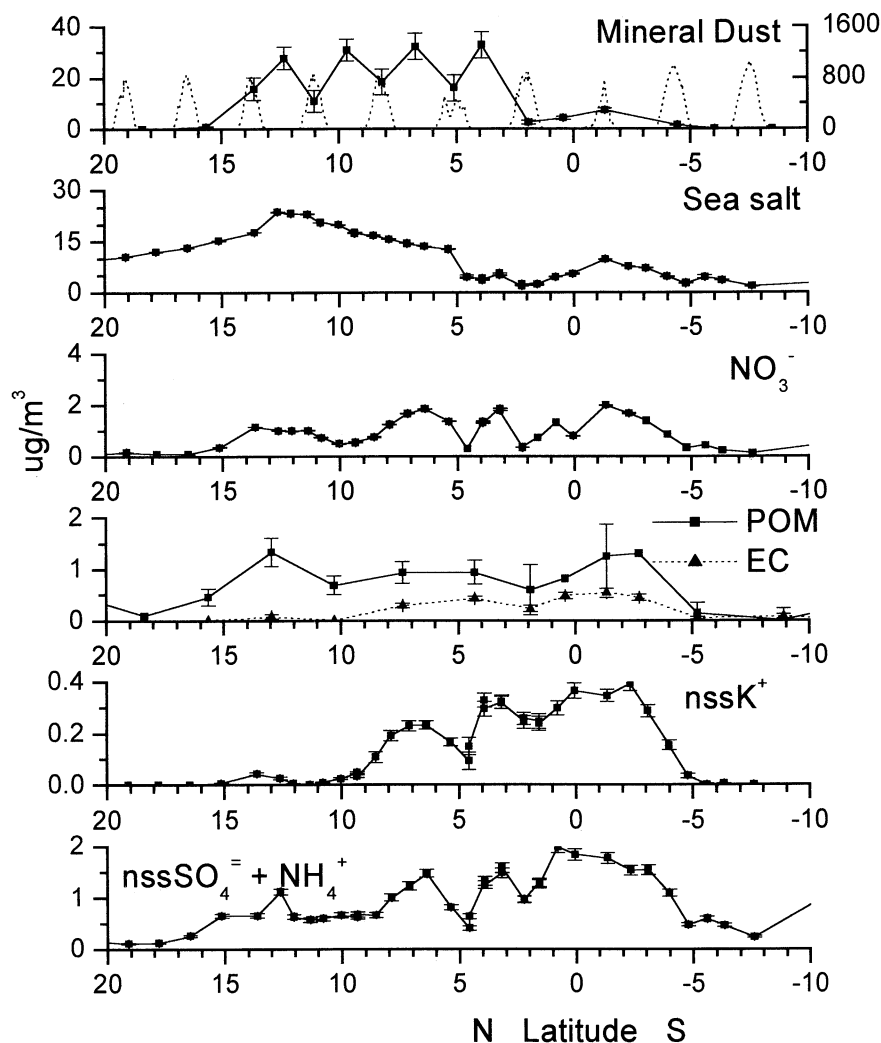 Mineral Dust
40
20
0
1600
800
0
20 15 10 5 0 -5 -10
Sea salt
30
15
0
20 15 10 5 0 -5 -10
NO₃⁻
4
2
0
20 15 10 5 0 -5 -10
ug/m³
POM
EC
2
1
0
20 15 10 5 0 -5 -10
nssK⁺
0.4
0.2
0.0
20 15 10 5 0 -5 -10
nssSO₄⁼ + NH₄⁺
2
1
0
20 15 10 5 0 -5 -10
N Latitude S